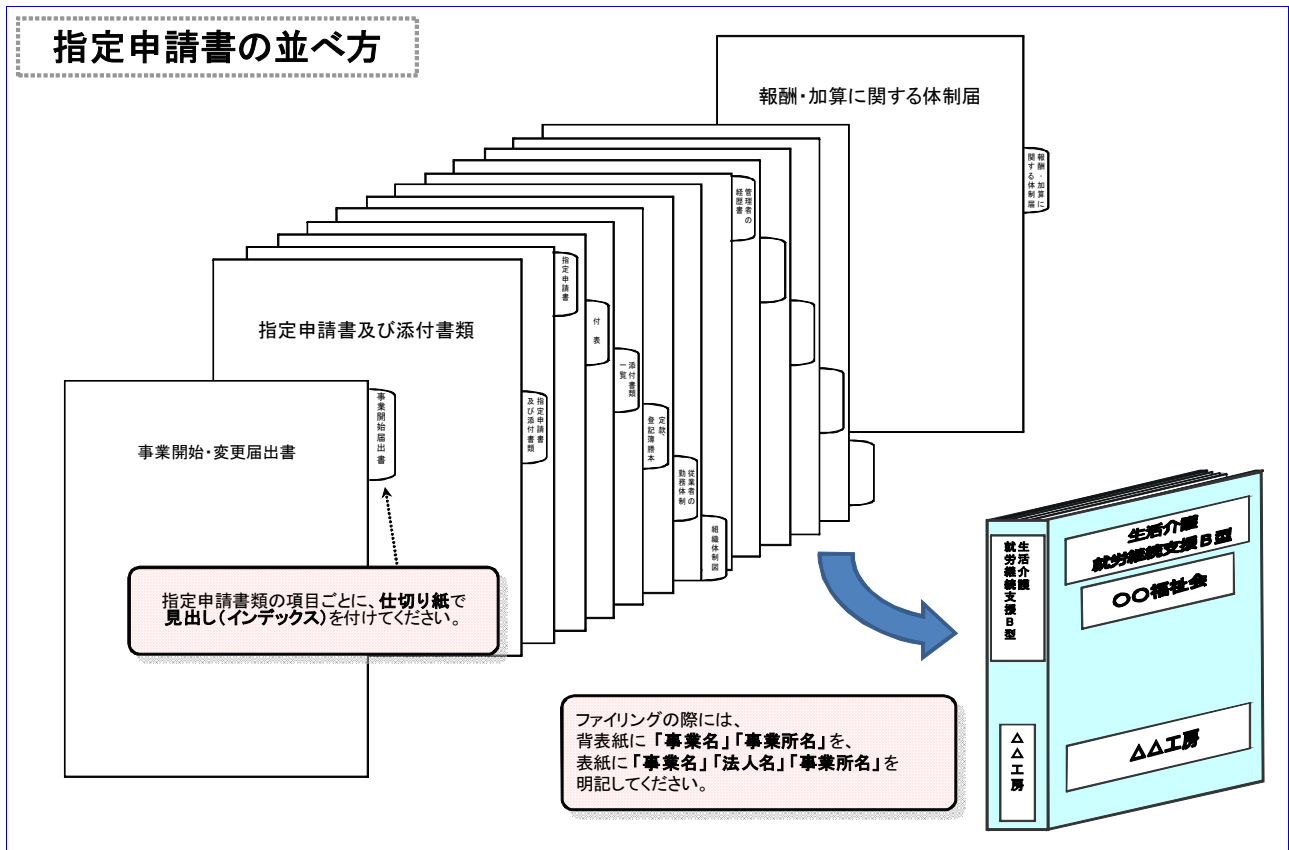 指定申請書の並べ方
報酬・加算に関する体制届
報酬・加算に
関する体制届
管理者の
経歴書
指定申請書
付表
添付書類
一覧
定款、
登記簿謄本
従業者の
勤務体制
組織体制図
指定申請書及び添付書類
指定申請書
及び添付書類
事業開始・変更届出書
事業開始届出書
指定申請書類の項目ごとに、仕切り紙で
見出し（インデックス）を付けてください。
ファイリングの際には、
背表紙に「事業名」「事業所名」を、
表紙に「事業名」「法人名」「事業所名」を
明記してください。
生活介護
就労継続支援B型
△△工房
生活介護
就労継続支援B型
○○福祉会
△△工房